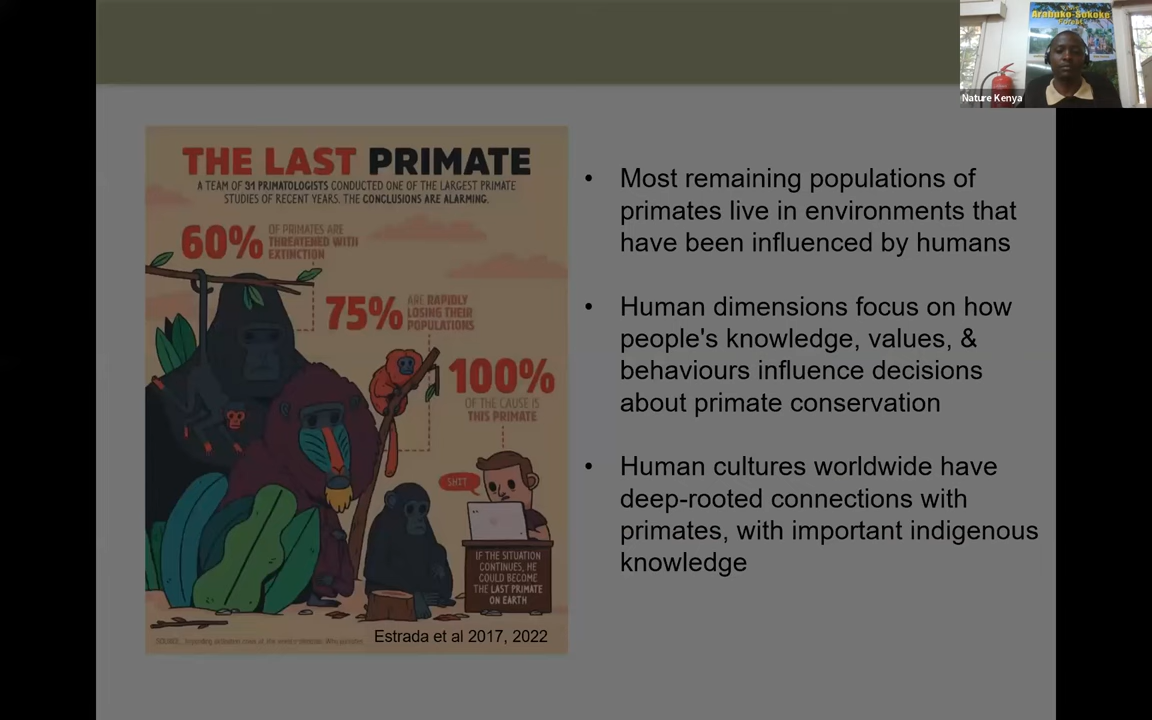 Arabuko-Sokoke
Nature Kenya
THE LAST PRIMATE
A TEAM OF 31 PRIMATOLOGISTS CONDUCTED ONE OF THE LARGEST PRIMATE
STUDIES OF RECENT YEARS. THE CONCLUSIONS ARE ALARMING.
60% OF PRIMATES ARE
THREATENED WITH
EXTINCTION
75% ARE RAPIDLY
LOSING THEIR
POPULATIONS
100%
OF THE CAUSE IS
THIS PRIMATE
SHIT
IF THE SITUATION
CONTINUES, HE
COULD BECOME
THE LAST PRIMATE
ON EARTH
Estrada et al 2017, 2022
• Most remaining populations of
primates live in environments that
have been influenced by humans
• Human dimensions focus on how
people's knowledge, values, &
behaviours influence decisions
about primate conservation
• Human cultures worldwide have
deep-rooted connections with
primates, with important indigenous
knowledge